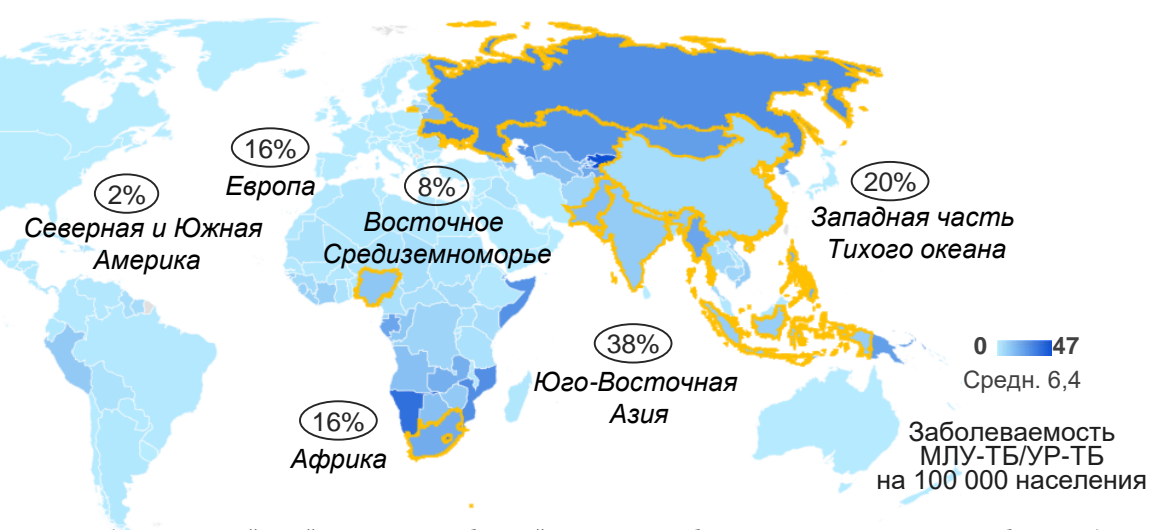 16%
Европа
2%
Северная и Южная
Америка
8%
Восточное
Средиземноморье
20%
Западная часть
Тихого океана
38%
Юго-Восточная
Азия
16%
Африка
0 47
Средн. 6,4
Заболеваемость
МЛУ-ТБ/УР-ТБ
на 100 000 населения